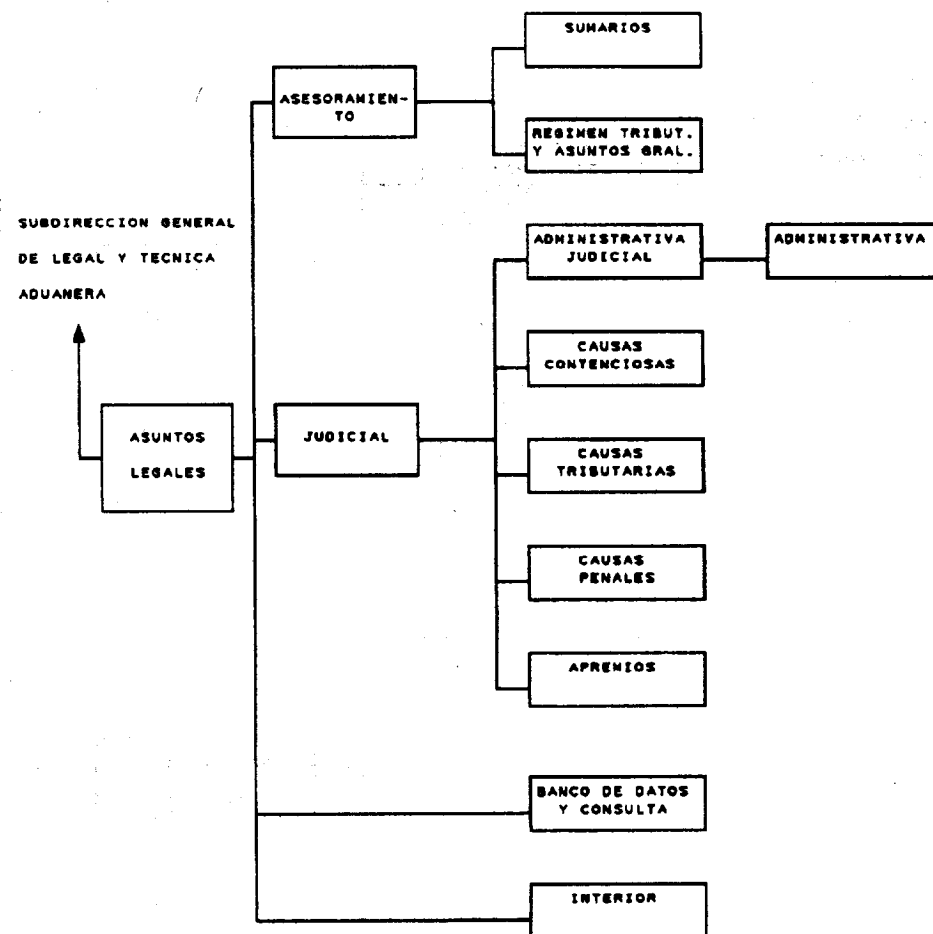 SUMARIOS
ASESORAMIEN-
TO
REGIMEN TRIBUT.
Y ASUNTOS GRAL.
SUBDIRECCION GENERAL
DE LEGAL Y TECNICA
ADUANERA
ADMINISTRATIVA
JUDICIAL
ADMINISTRATIVA
CAUSAS
CONTENCIOSAS
ASUNTOS
LEGALES
JUDICIAL
CAUSAS
TRIBUTARIAS
CAUSAS
PENALES
APREMIOS
BANCO DE DATOS
Y CONSULTA
INTERIOR